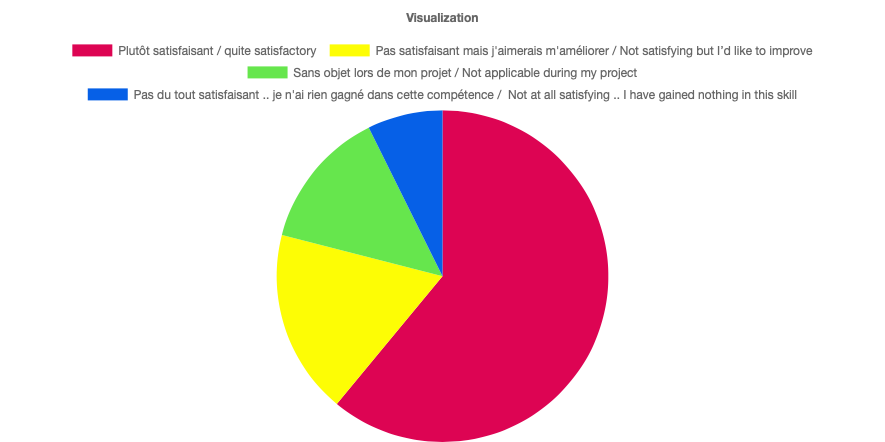 Visualization
Plutôt satisfaisant / quite satisfactory Pas satisfaisant mais j'aimerais m'améliorer / Not satisfying but I'd like to improve
Sans objet lors de mon projet / Not applicable during my project
Pas du tout satisfaisant .. je n'ai rien gagné dans cette compétence /  Not at all satisfying .. I have gained nothing in this skill